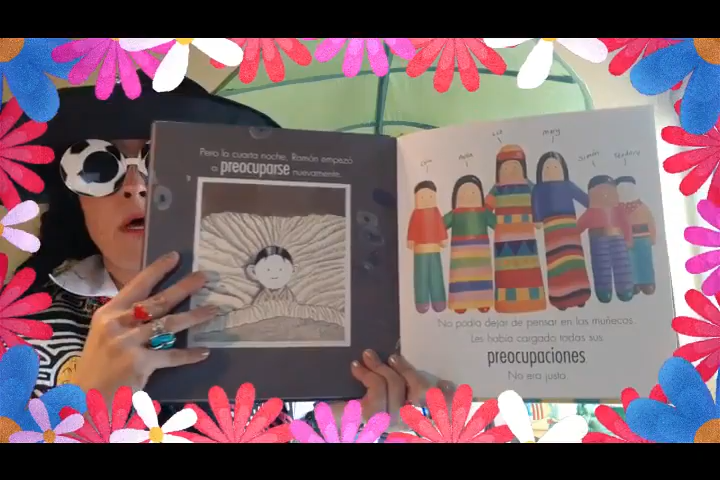 Pero la cuarta noche, Ramón empezó
a preocuparse nuevamente.
No podía dejar de pensar en los muñecos.
Les había cargado todas sus
preocupaciones
No era justo.